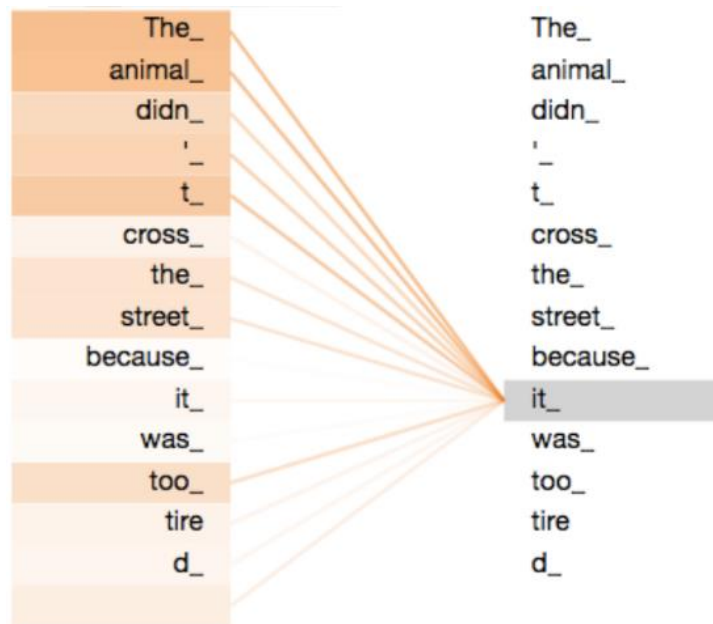 The_ The_
animal_ animal_
didn_ didn_
'_ '_
t_ t_
cross_ cross_
the_ the_
street_ street_
because_ because_
it_ it_
was_ was_
too_ too_
tire tire
d_ d_